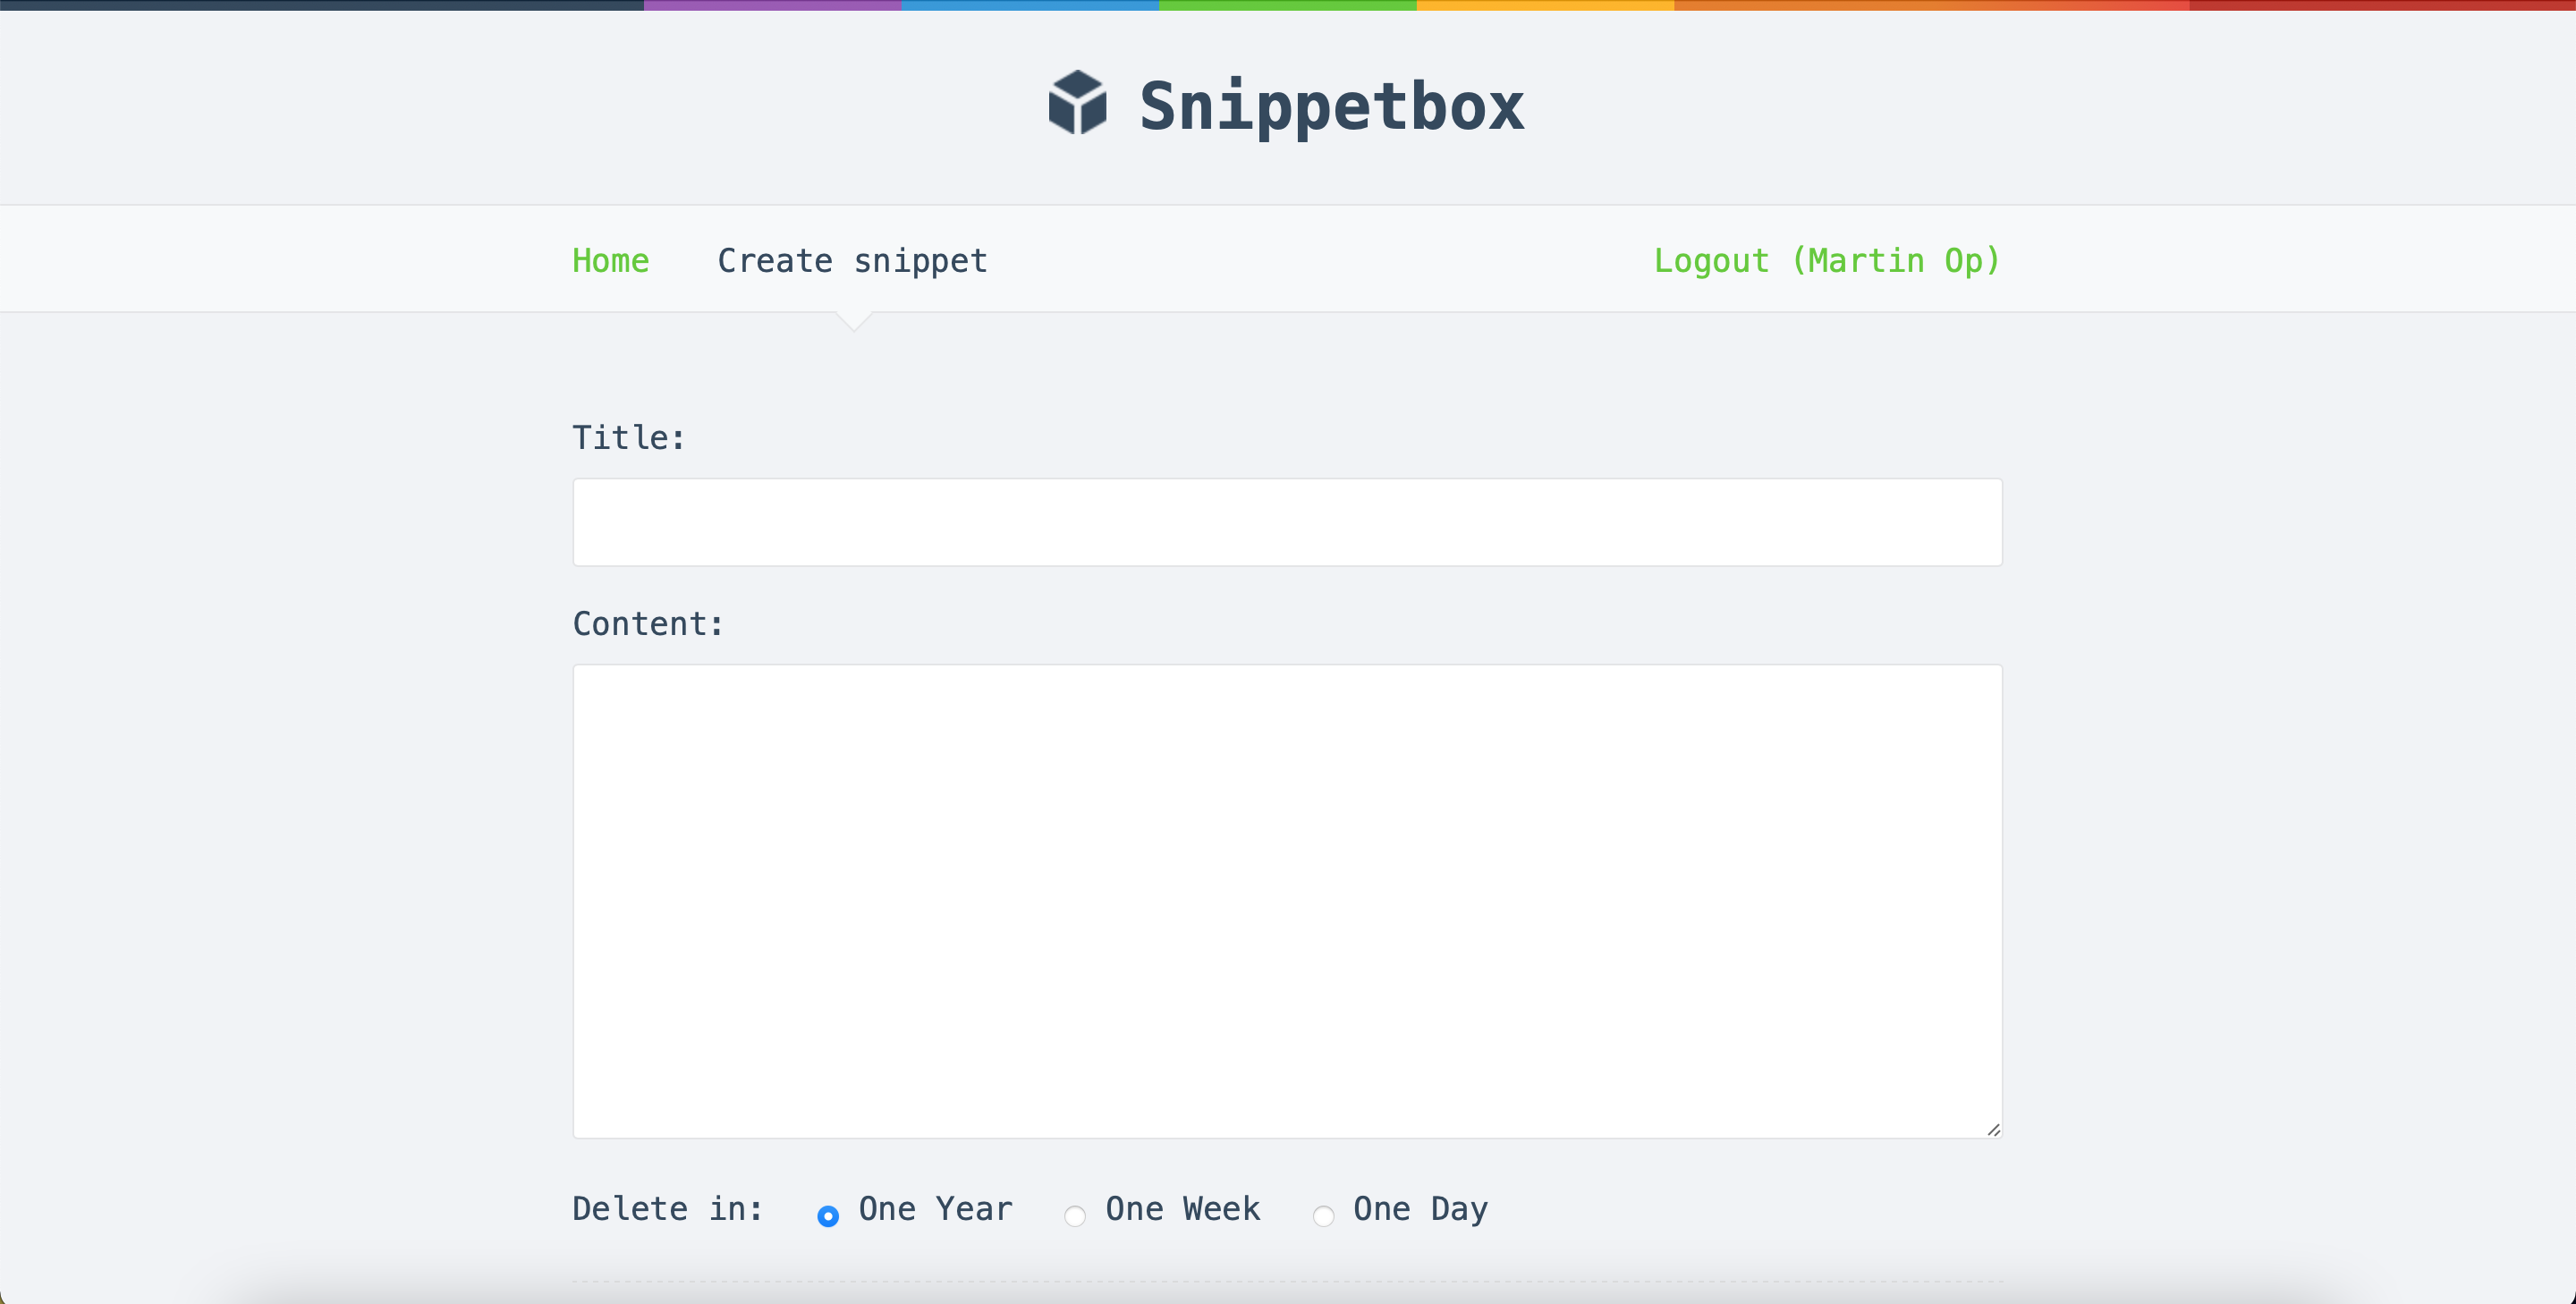 Snippetbox
Home Create snippet Logout (Martin Op)
Title:
Content:
Delete in: One Year One Week One Day